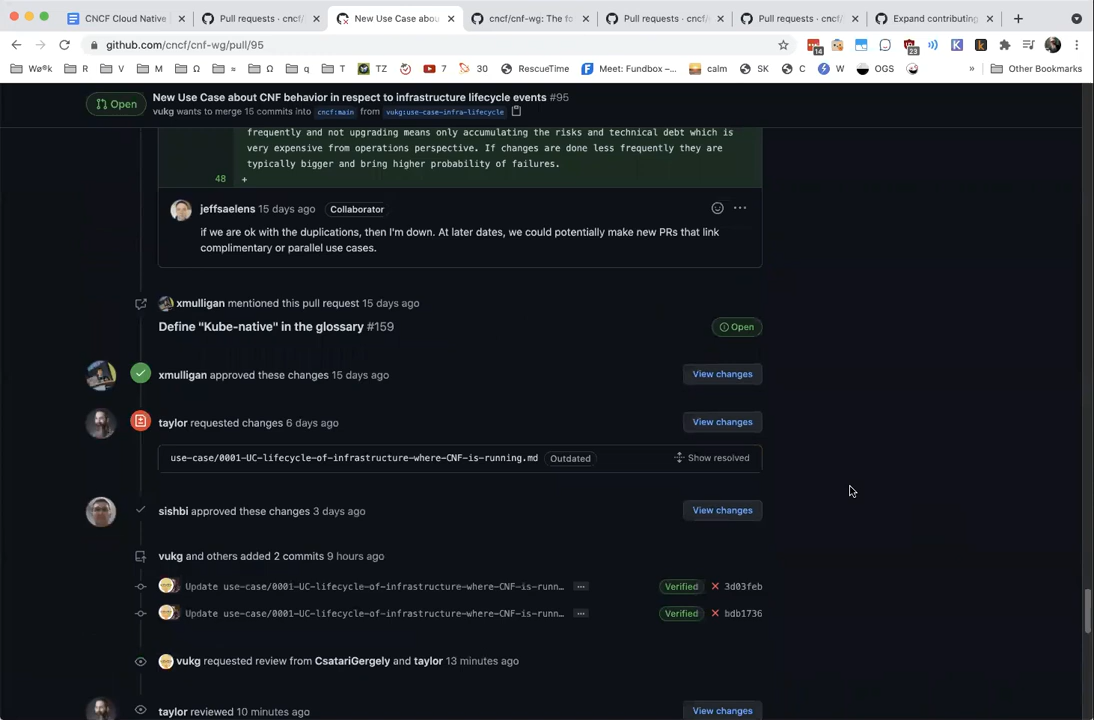 CNCF Cloud Native
Pull requests · cncf/
New Use Case abou
cncf/cnf-wg: The fo
Pull requests · cncf/
Pull requests · cncf/
Expand contributing
github.com/cncf/cnf-wg/pull/95
14
23
Wø®k
R
V
M
Ω
≈
Ω
q
T
TZ
7
30
RescueTime
Meet: Fundbox –...
calm
SK
C
W
OGS
»
Other Bookmarks
Open
New Use Case about CNF behavior in respect to infrastructure lifecycle events #95
vukg wants to merge 15 commits into cncf:main from vukg:use-case-infra-lifecycle
frequently and not upgrading means only accumulating the risks and technical debt which is
very expensive from operations perspective. If changes are done less frequently they are
typically bigger and bring higher probability of failures.
48 +
jeffsaelens 15 days ago Collaborator
if we are ok with the duplications, then I'm down. At later dates, we could potentially make new PRs that link
complimentary or parallel use cases.
xmulligan mentioned this pull request 15 days ago
Define "Kube-native" in the glossary #159
Open
xmulligan approved these changes 15 days ago
View changes
taylor requested changes 6 days ago
View changes
use-case/0001-UC-lifecycle-of-infrastructure-where-CNF-is-running.md Outdated
Show resolved
sishbi approved these changes 3 days ago
View changes
vukg and others added 2 commits 9 hours ago
Update use-case/0001-UC-lifecycle-of-infrastructure-where-CNF-is-runn… ... Verified 3d03feb
Update use-case/0001-UC-lifecycle-of-infrastructure-where-CNF-is-runn… ... Verified bdb1736
vukg requested review from CsatariGergely and taylor 13 minutes ago
taylor reviewed 10 minutes ago
View changes